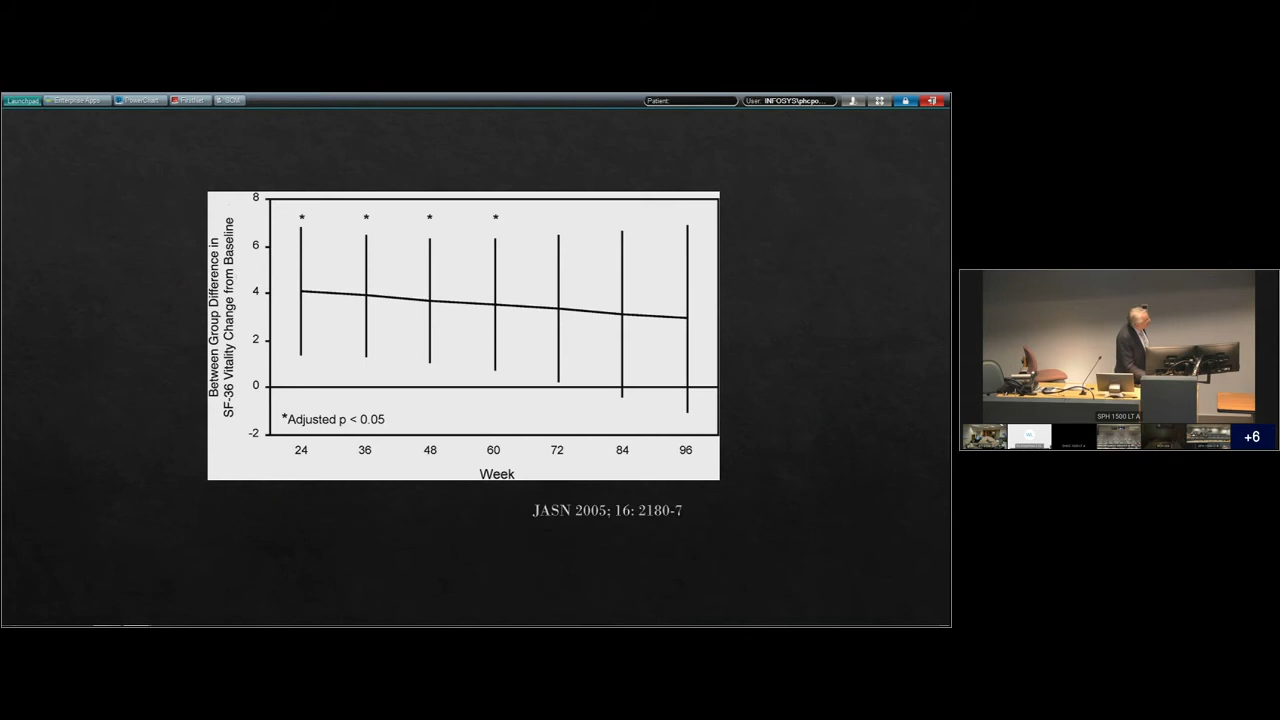 Launchpad Enterprise Apps PowerChart FirstNet SCM Patient: User: INFOSYS\phcpo...
8
6
4
2
0
-2
Between Group Difference in
SF-36 Vitality Change from Baseline
* * * *
*Adjusted p < 0.05
24 36 48 60 72 84 96
Week
JASN 2005; 16: 2180-7
SPH 1500 LT A
+6